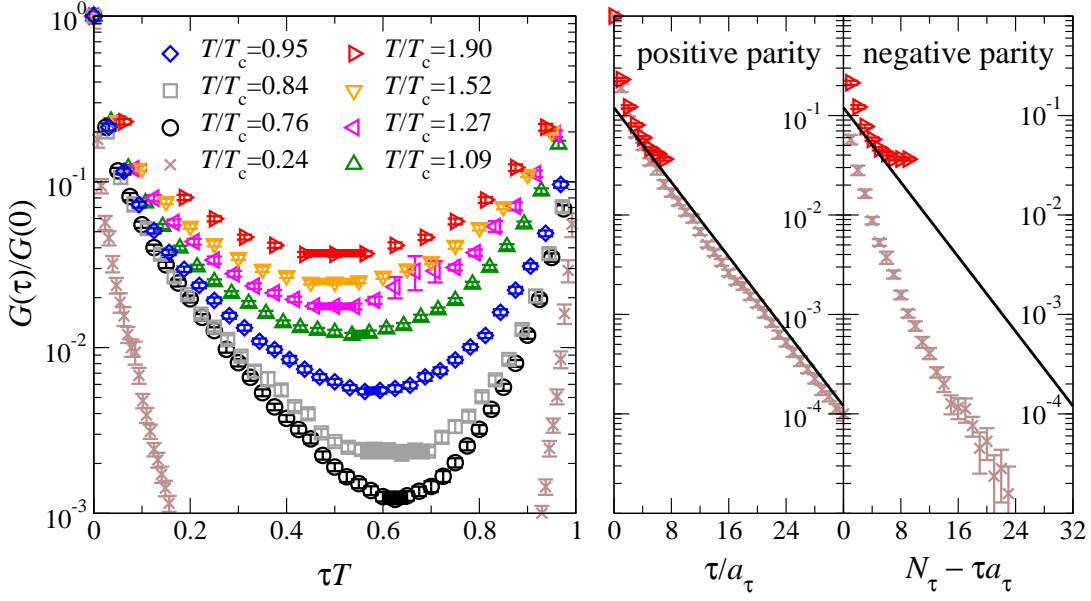 G(τ)/G(0)
10⁰
10⁻¹
10⁻²
10⁻³
T/Tc=0.95
T/Tc=0.84
T/Tc=0.76
T/Tc=0.24
T/Tc=1.90
T/Tc=1.52
T/Tc=1.27
T/Tc=1.09
0 0.2 0.4 0.6 0.8 1
τT
positive parity
10⁻¹
10⁻²
10⁻³
10⁻⁴
0 8 16 24
τ/aτ
negative parity
10⁻¹
10⁻²
10⁻³
10⁻⁴
0 8 16 24 32
Nτ − τaτ